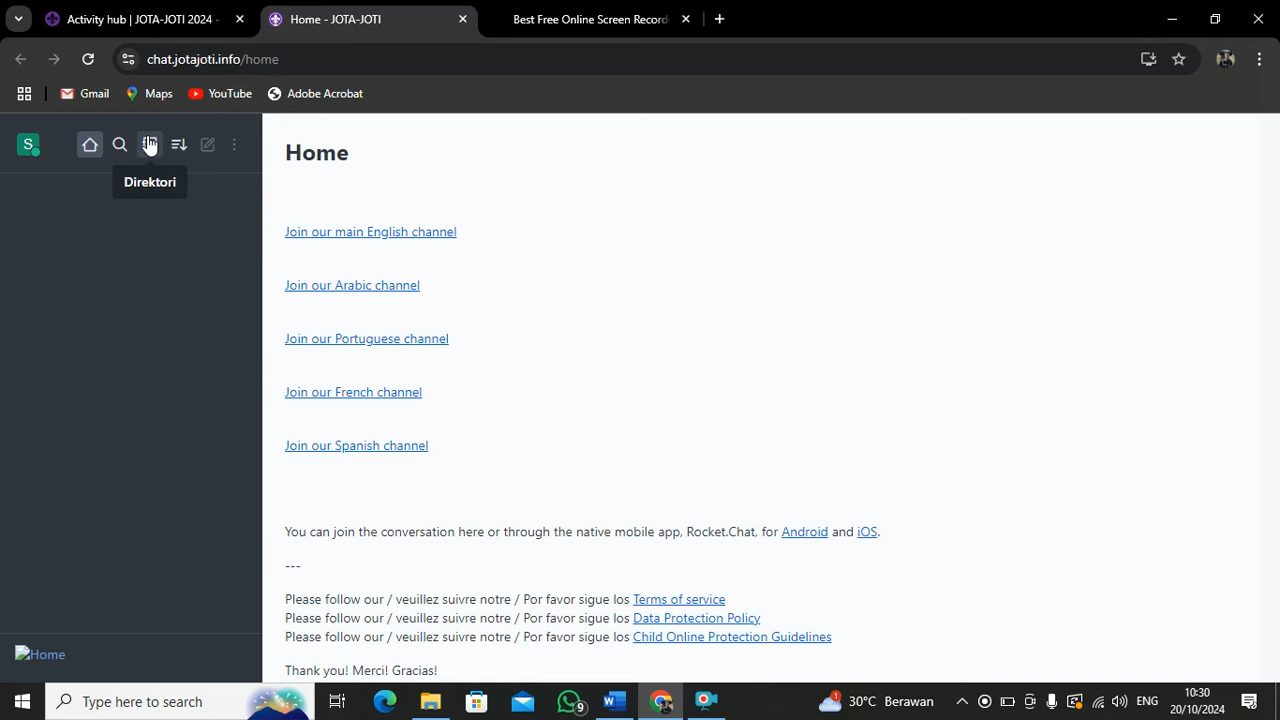 Activity hub | JOTA-JOTI 2024 -
Home - JOTA-JOTI
Best Free Online Screen Record
chat.jotajoti.info/home
Gmail
Maps
YouTube
Adobe Acrobat
S
Direktori
Home
Join our main English channel
Join our Arabic channel
Join our Portuguese channel
Join our French channel
Join our Spanish channel
You can join the conversation here or through the native mobile app, Rocket.Chat, for Android and iOS.
---
Please follow our / veuillez suivre notre / Por favor sigue los Terms of service
Please follow our / veuillez suivre notre / Por favor sigue los Data Protection Policy
Please follow our / veuillez suivre notre / Por favor sigue los Child Online Protection Guidelines
Thank you! Merci! Gracias!
Home
Type here to search
9
1
30°C Berawan
ENG
10:30
20/10/2024